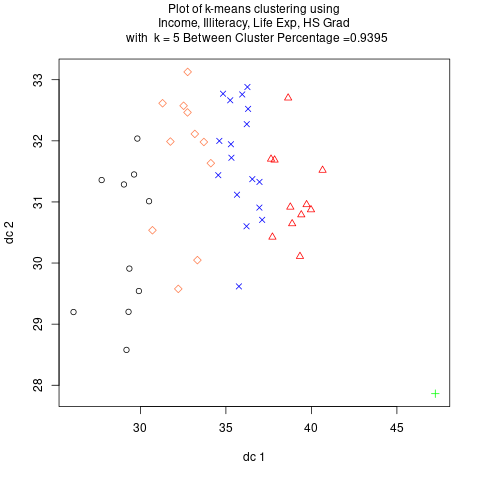 Plot of k-means clustering using
Income, Illiteracy, Life Exp, HS Grad
with k = 5 Between Cluster Percentage =0.9395
33
32
31
30
29
28
dc 2
30
35
40
45
dc 1